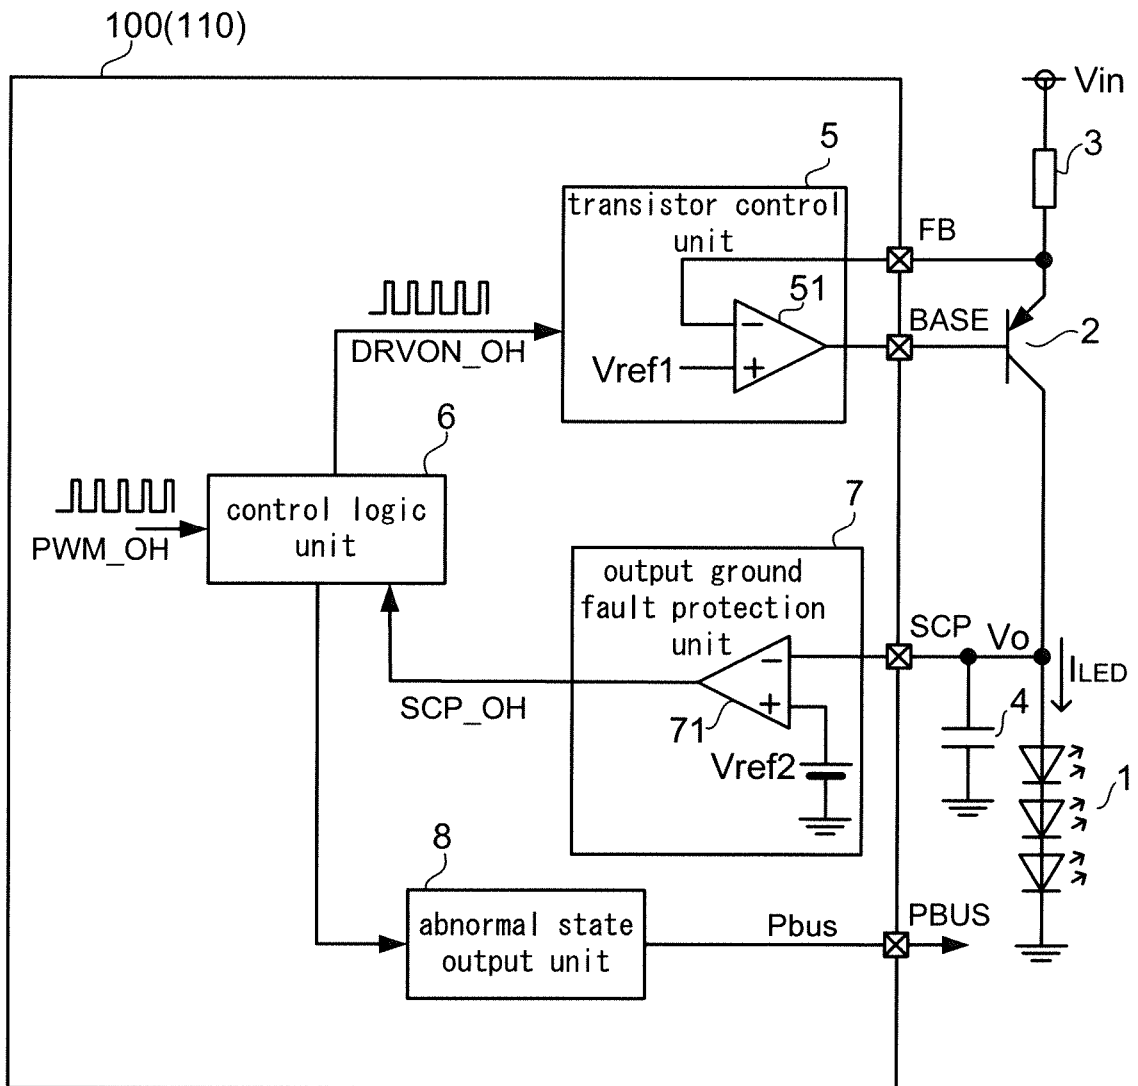 100(110)
Vin
3
5
transistor control
unit
FB
51
BASE
2
DRVON_OH
Vref1
−
+
6
control logic
unit
PWM_OH
7
output ground
fault protection
unit
SCP
Vo
ILED
−
+
SCP_OH
71
4
Vref2
1
8
abnormal state
output unit
Pbus
PBUS